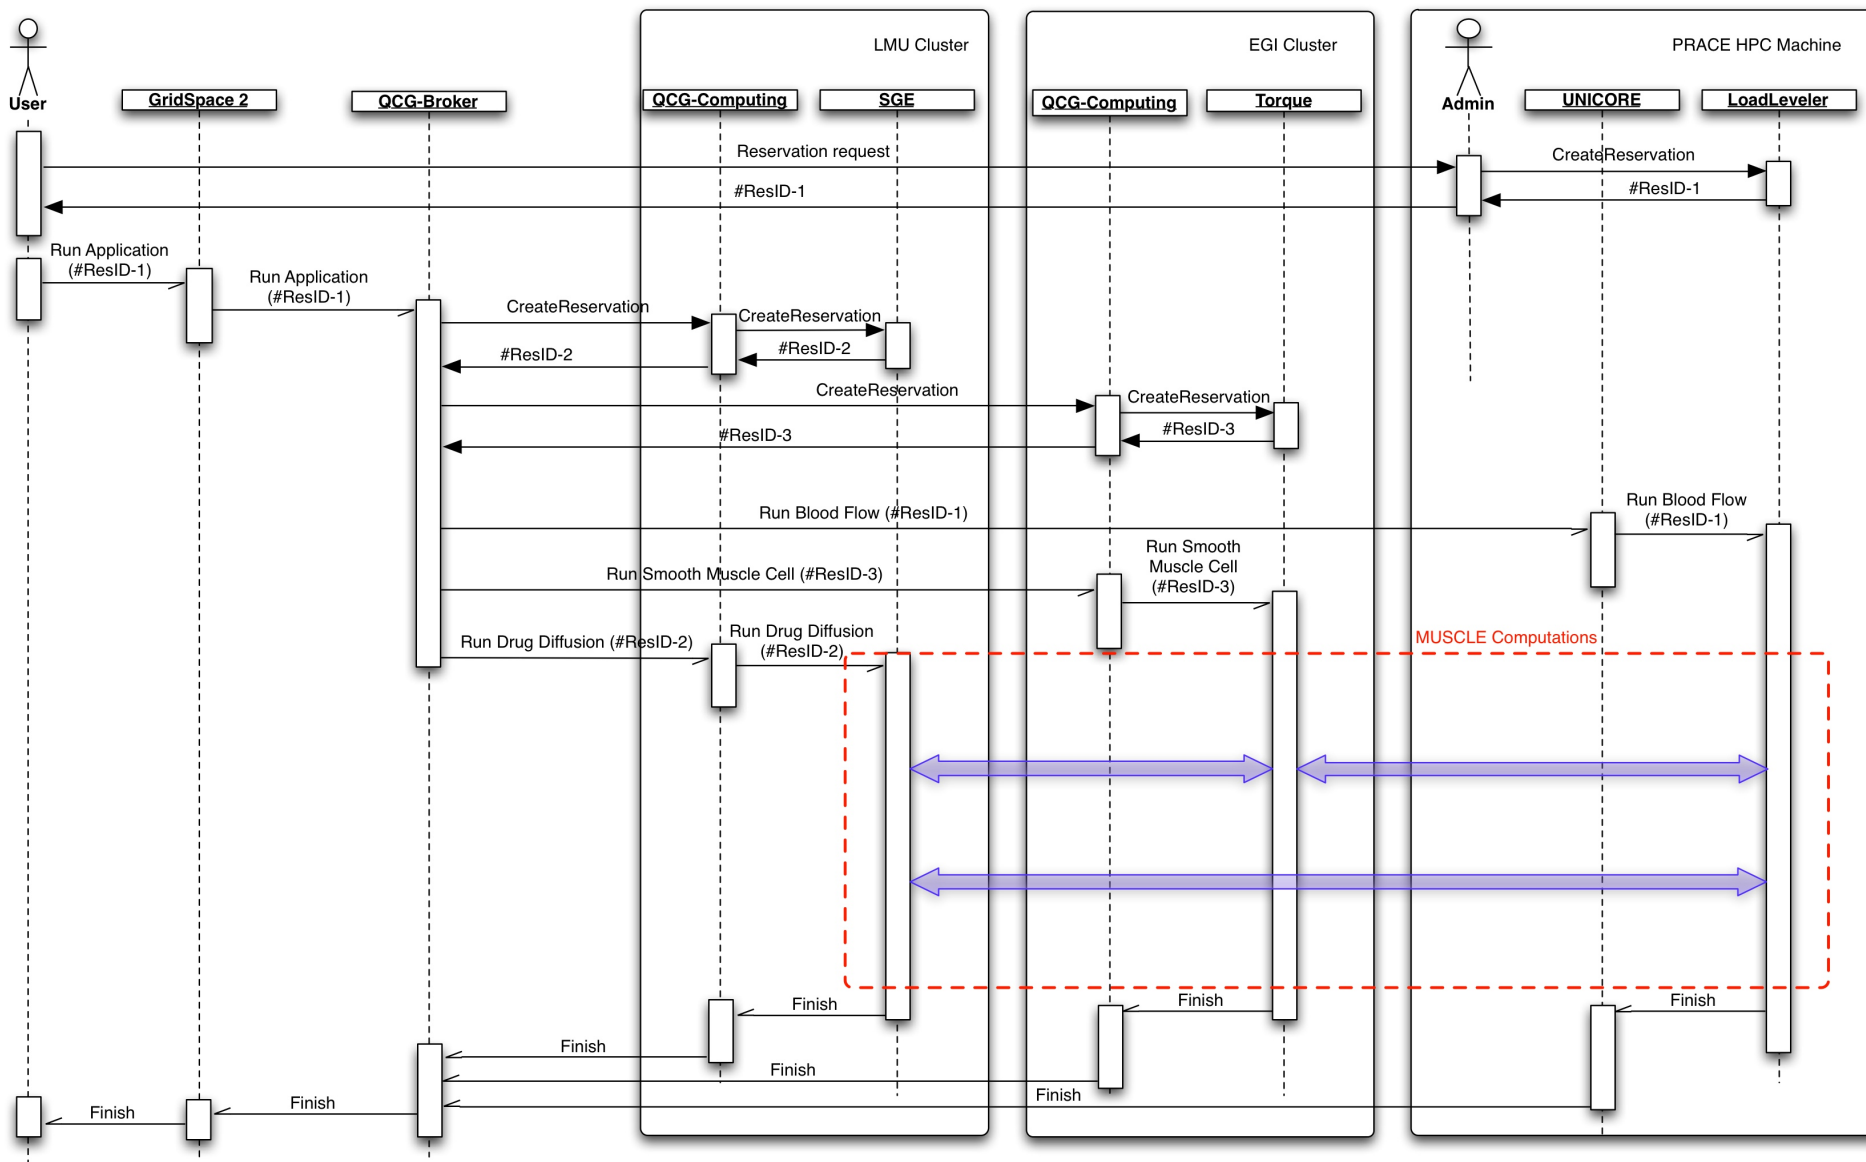 LMU Cluster
EGI Cluster
PRACE HPC Machine
User
GridSpace 2
QCG-Broker
QCG-Computing
SGE
QCG-Computing
Torque
Admin
UNICORE
LoadLeveler
Reservation request
CreateReservation
#ResID-1
#ResID-1
Run Application
(#ResID-1)
Run Application
(#ResID-1)
CreateReservation
CreateReservation
#ResID-2
#ResID-2
CreateReservation
CreateReservation
#ResID-3
#ResID-3
Run Blood Flow (#ResID-1)
Run Blood Flow
(#ResID-1)
Run Smooth Muscle Cell (#ResID-3)
Run Smooth
Muscle Cell
(#ResID-3)
Run Drug Diffusion (#ResID-2)
Run Drug Diffusion
(#ResID-2)
MUSCLE Computations
Finish
Finish
Finish
Finish
Finish
Finish
Finish
Finish